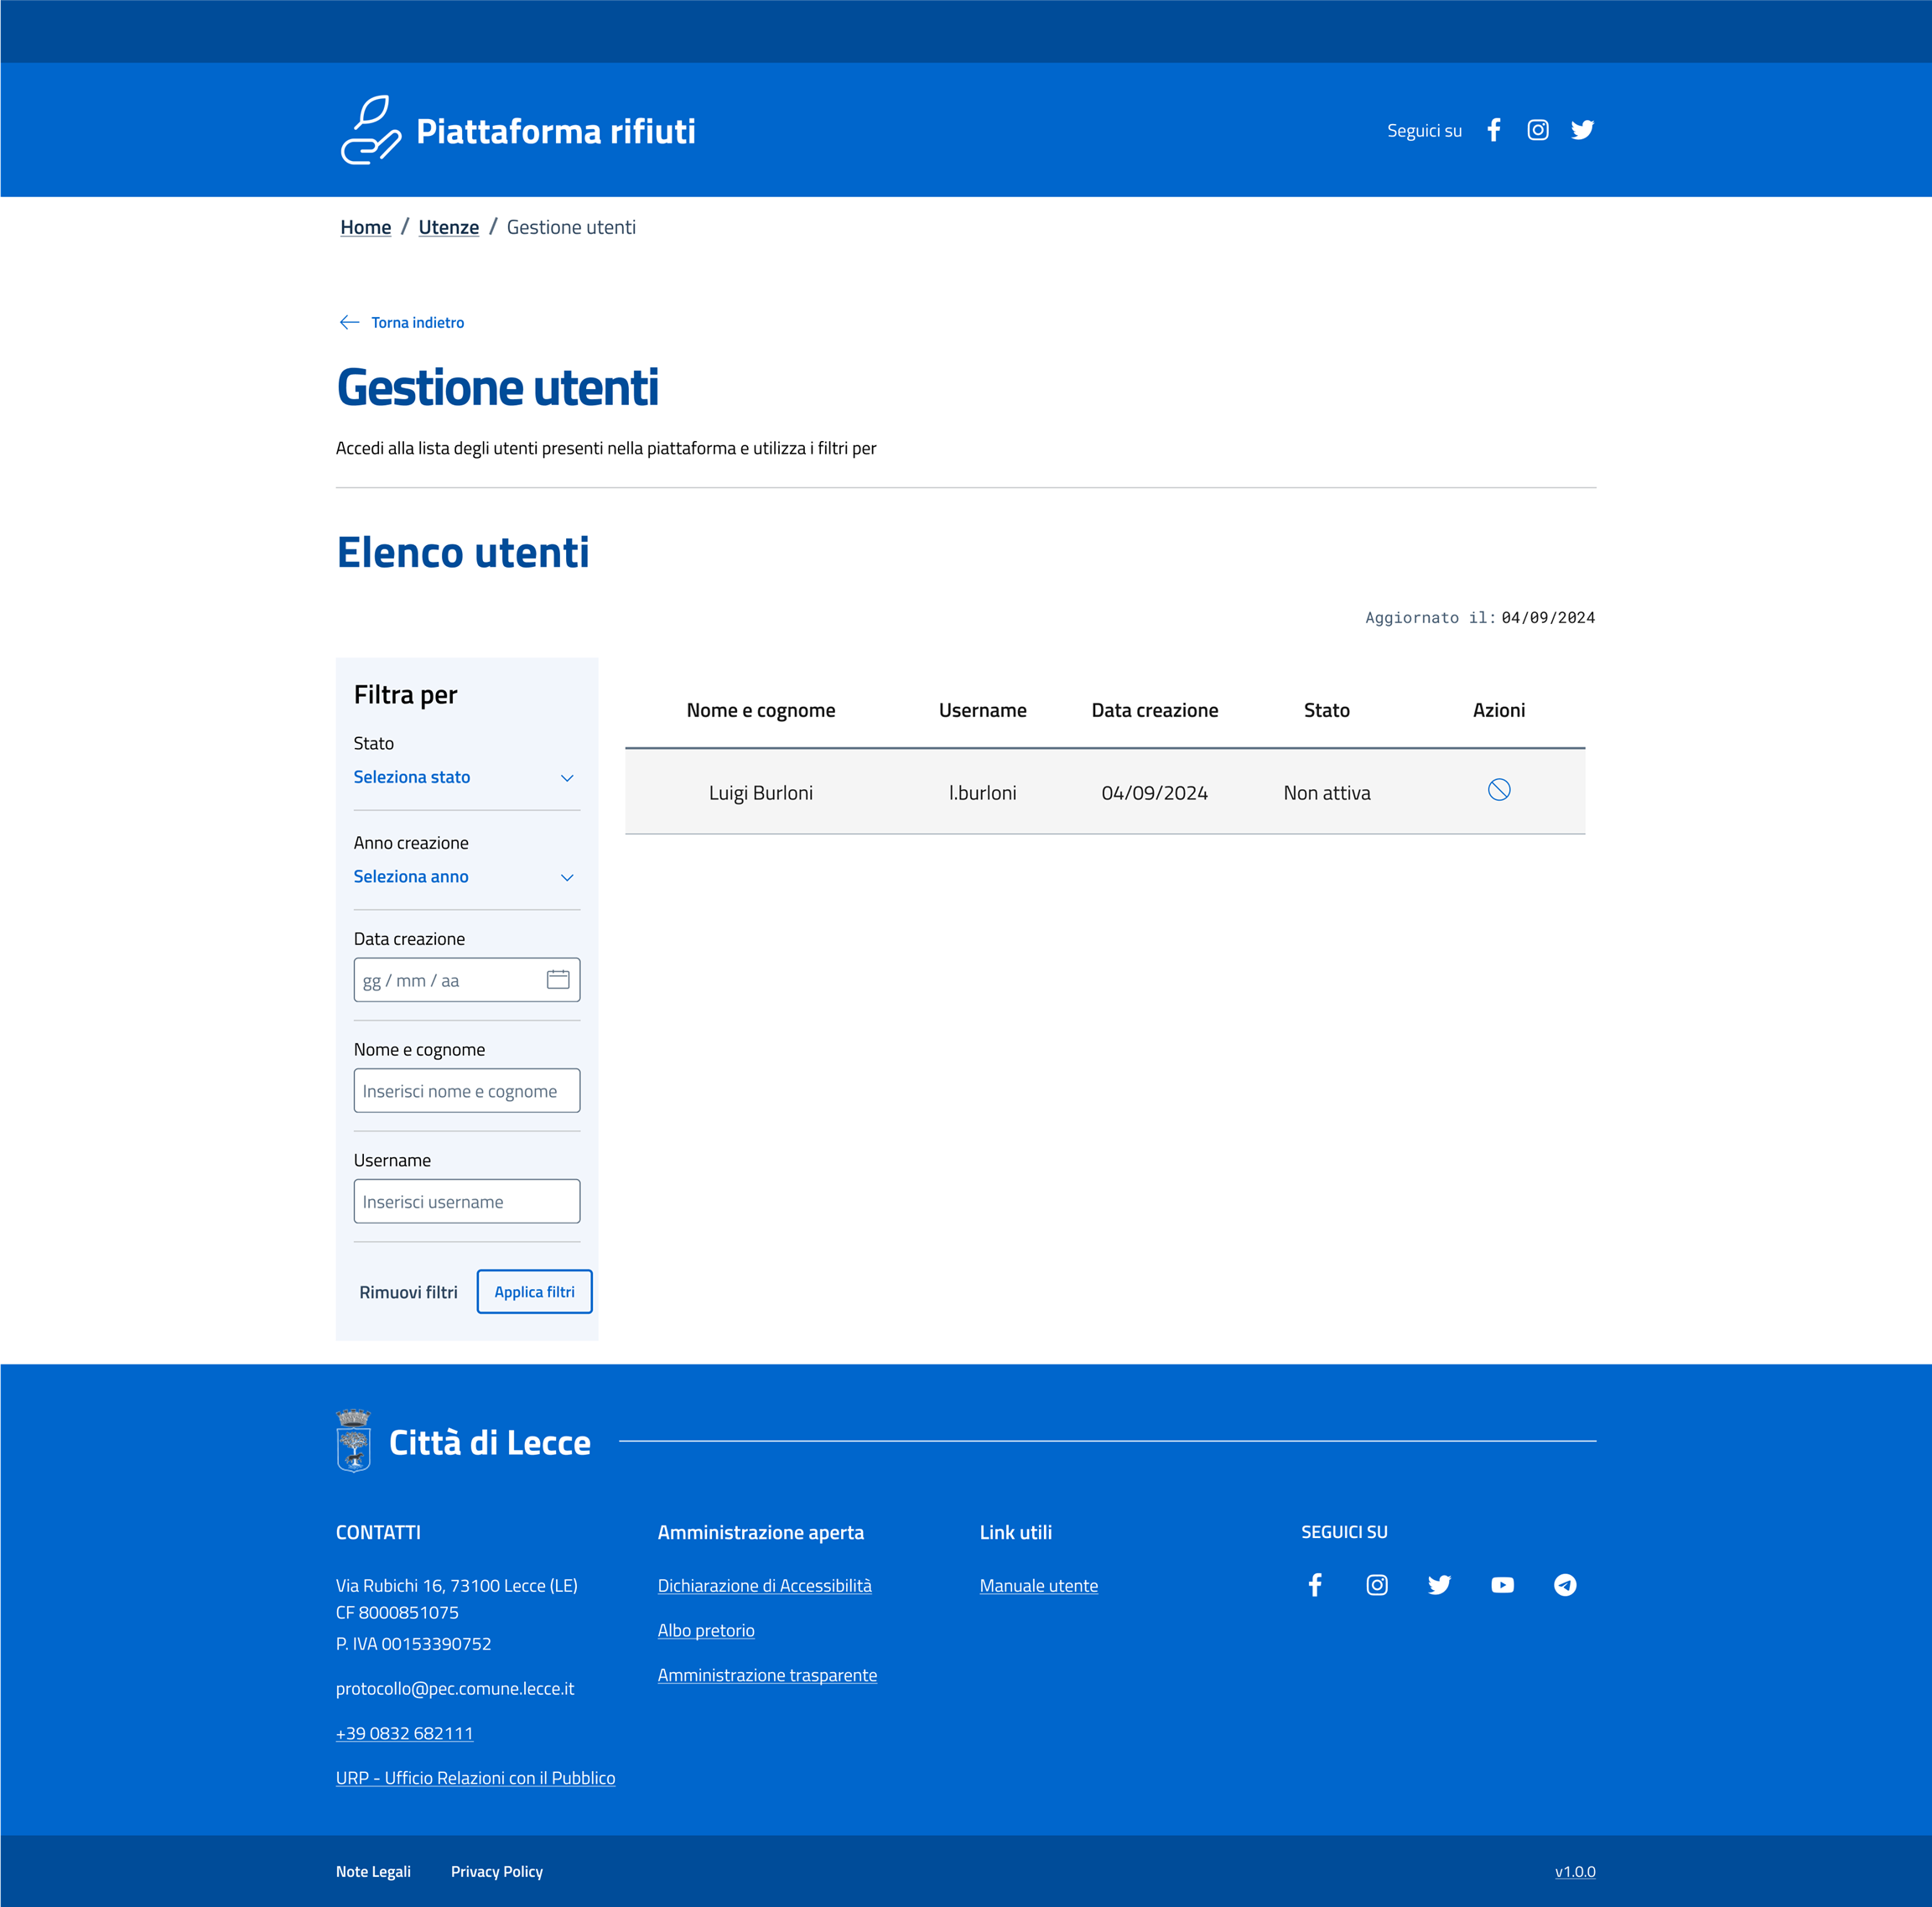 Piattaforma rifiuti
Seguici su
Home / Utenze / Gestione utenti
Torna indietro
Gestione utenti
Accedi alla lista degli utenti presenti nella piattaforma e utilizza i filtri per
Elenco utenti
Aggiornato il: 04/09/2024
Filtra per
Stato
Seleziona stato
Anno creazione
Seleziona anno
Data creazione
gg / mm / aa
Nome e cognome
Inserisci nome e cognome
Username
Inserisci username
Rimuovi filtri Applica filtri
Nome e cognome Username Data creazione Stato Azioni
Luigi Burloni l.burloni 04/09/2024 Non attiva
Città di Lecce
CONTATTI
Via Rubichi 16, 73100 Lecce (LE)
CF 8000851075
P. IVA 00153390752
protocollo@pec.comune.lecce.it
+39 0832 682111
URP - Ufficio Relazioni con il Pubblico
Amministrazione aperta
Dichiarazione di Accessibilità
Albo pretorio
Amministrazione trasparente
Link utili
Manuale utente
SEGUICI SU
Note Legali Privacy Policy v1.0.0